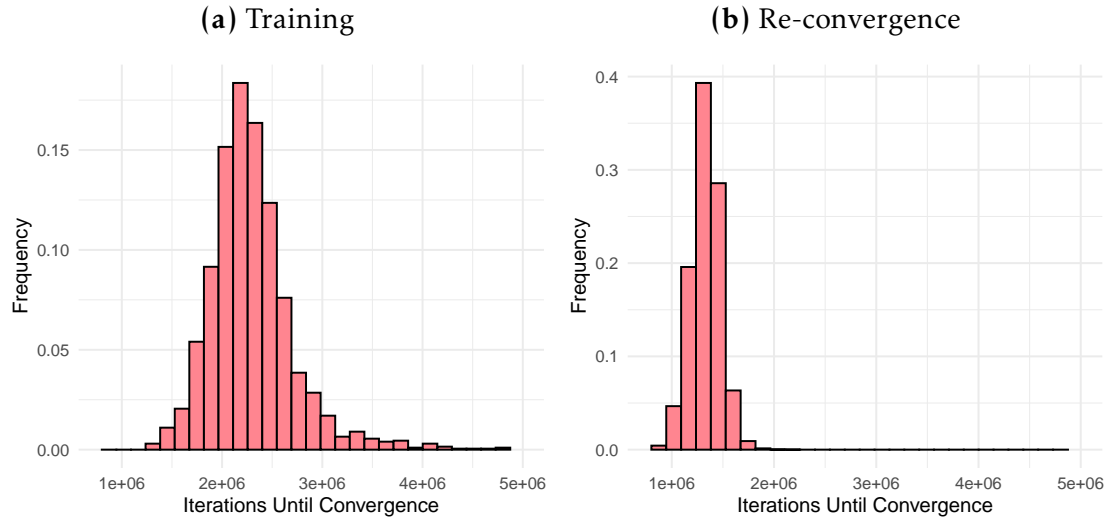 (a) Training
(b) Re-convergence
Frequency
0.15
0.10
0.05
0.00
1e+06 2e+06 3e+06 4e+06 5e+06
Iterations Until Convergence
Frequency
0.4
0.3
0.2
0.1
0.0
1e+06 2e+06 3e+06 4e+06 5e+06
Iterations Until Convergence